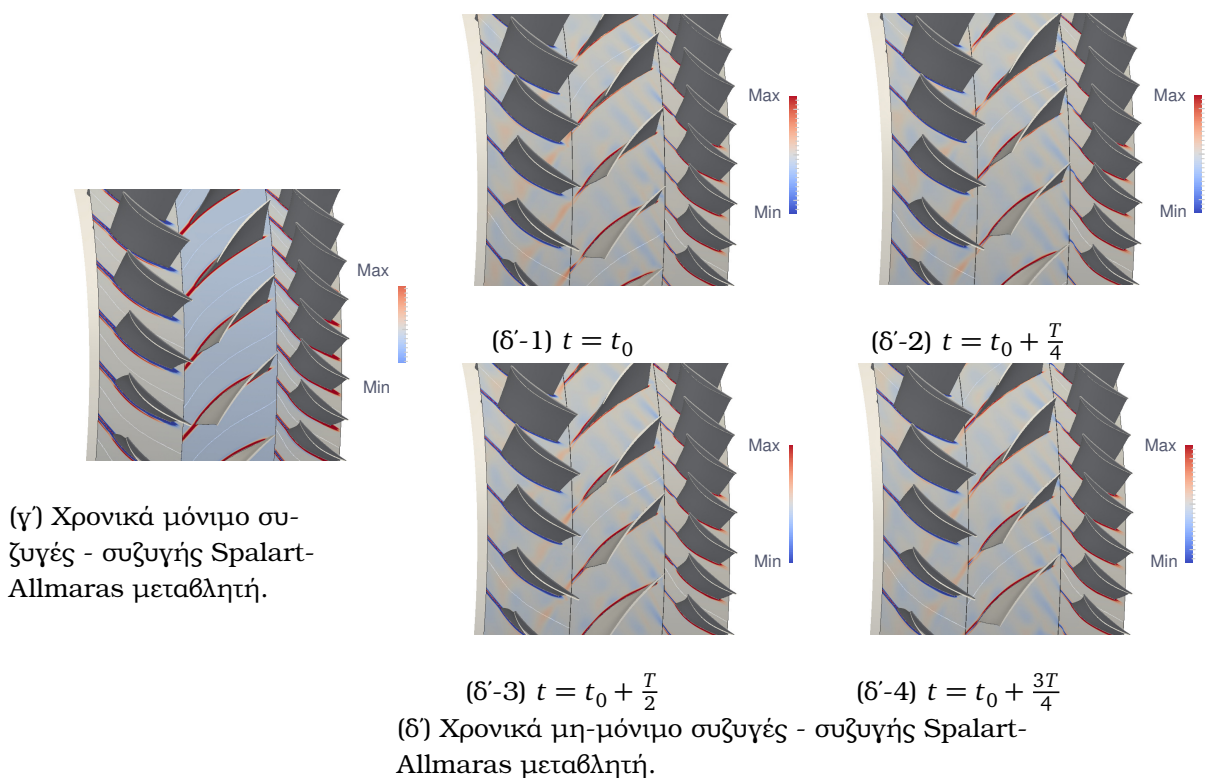 Max
Min
Max
Min
(δ′-1) t = t₀
(δ′-2) t = t₀ + T/4
Max
Min
(γ′) Χρονικά μόνιμο συ-
ζυγές - συζυγής Spalart-
Allmaras μεταβλητή.
Max
Min
Max
Min
(δ′-3) t = t₀ + T/2
(δ′-4) t = t₀ + 3T/4
(δ′) Χρονικά μη-μόνιμο συζυγές - συζυγής Spalart-
Allmaras μεταβλητή.